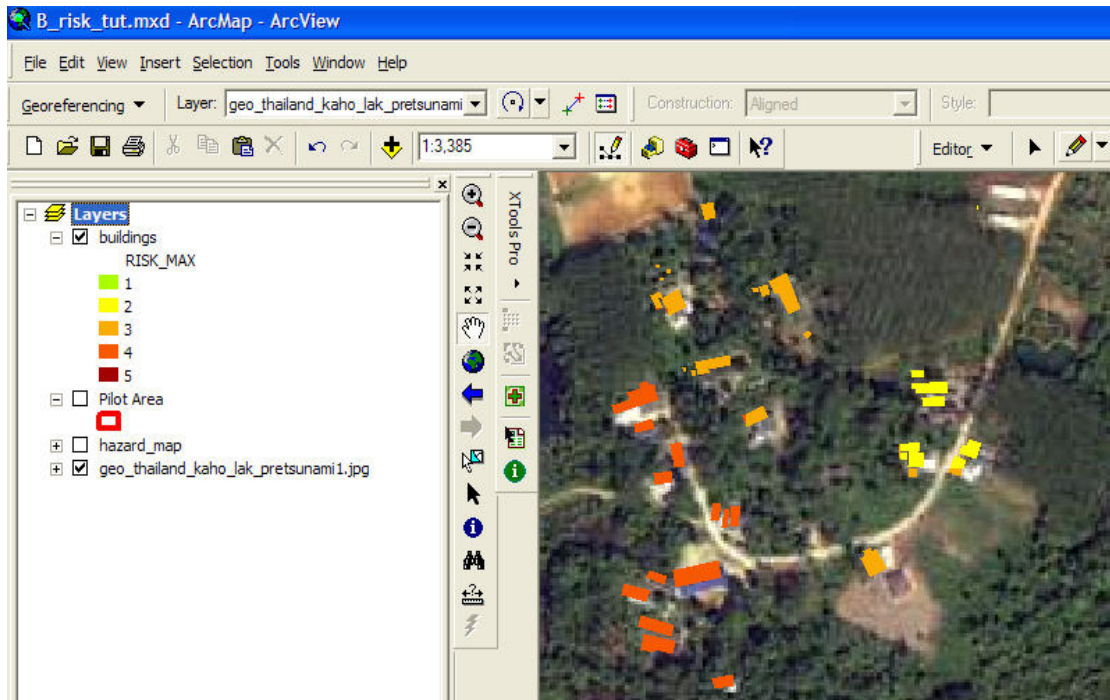 B_risk_tut.mxd - ArcMap - ArcView
File Edit View Insert Selection Tools Window Help
Georeferencing Layer: geo_thailand_kaho_lak_pretsunami Construction: Aligned Style:
1:3,385 Editor
Layers
buildings
RISK_MAX
1
2
3
4
5
Pilot Area
hazard_map
geo_thailand_kaho_lak_pretsunami1.jpg
XTools Pro